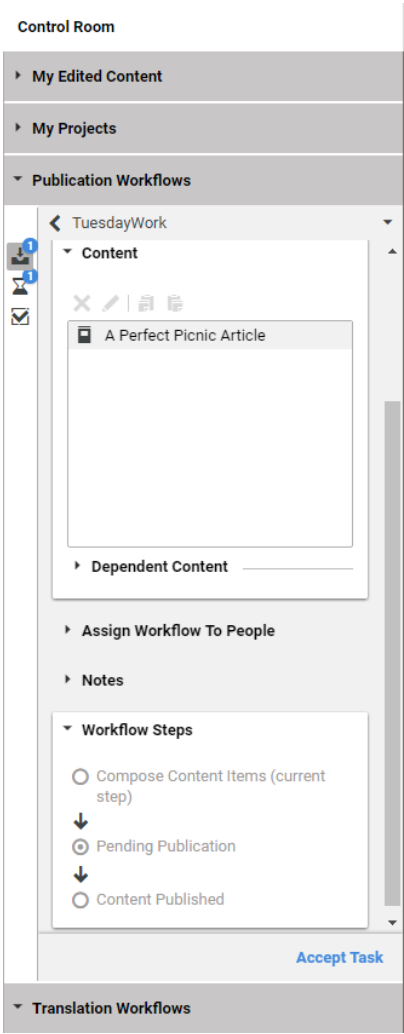 Control Room
My Edited Content
My Projects
Publication Workflows
TuesdayWork
1
Content
1
A Perfect Picnic Article
Dependent Content
Assign Workflow To People
Notes
Workflow Steps
Compose Content Items (current
step)
Pending Publication
Content Published
Accept Task
Translation Workflows